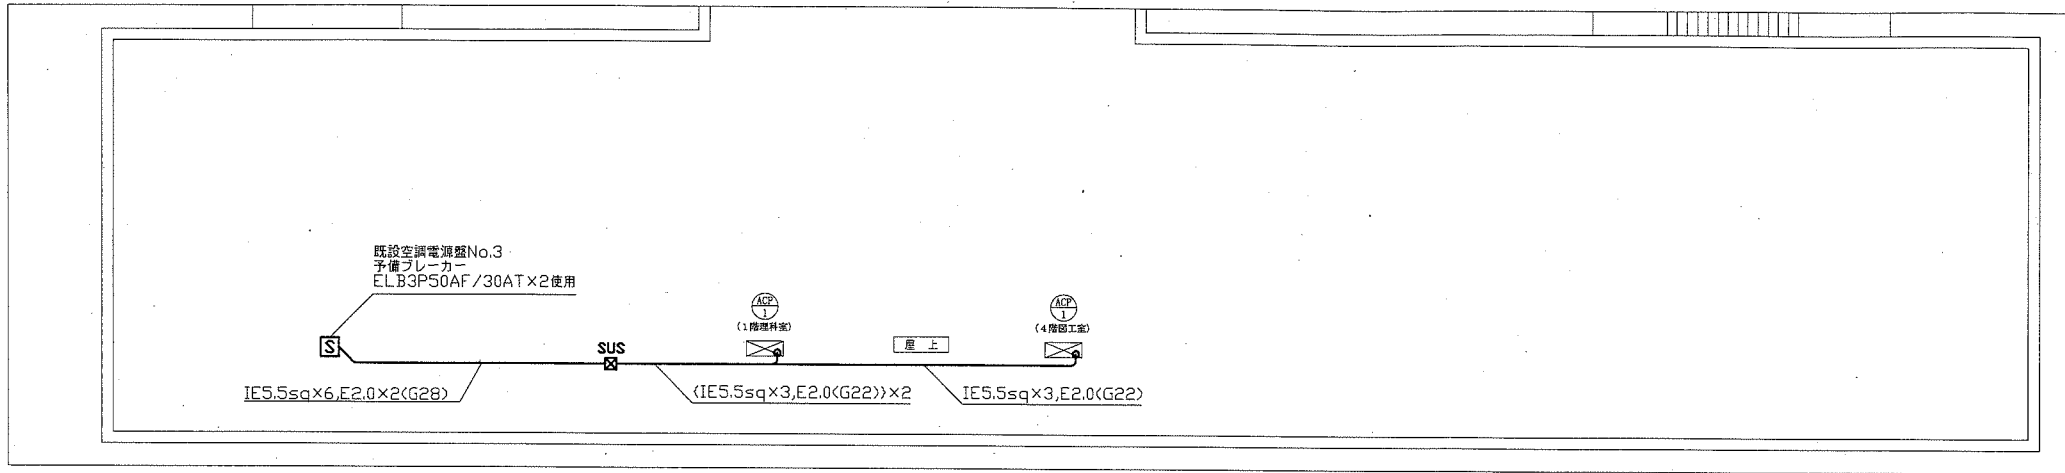 既設空調電源盤No.3
予備ブレーカー
ELB3P50AF/30AT×2使用
ACP
1
(1階理科室)
ACP
1
(4階図工室)
S
SUS
屋上
IE5.5sq×6,E2.0×2(G28)
(IE5.5sq×3,E2.0(G22))×2
IE5.5sq×3,E2.0(G22)